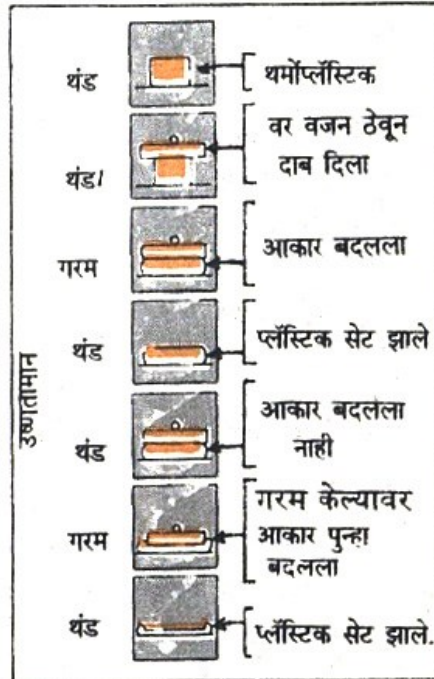 थंड
थर्मोप्लॅस्टिक
वर वजन ठेवून
थंड।
दाब दिला
गरम
आकार बदलला
थंड
प्लॅस्टिक सेट झाले
उष्णतामान
थंड
आकार बदलला
नाही
गरम
गरम केल्यावर
आकार पुन्हा
बदलला
थंड
प्लॅस्टिक सेट झाले.